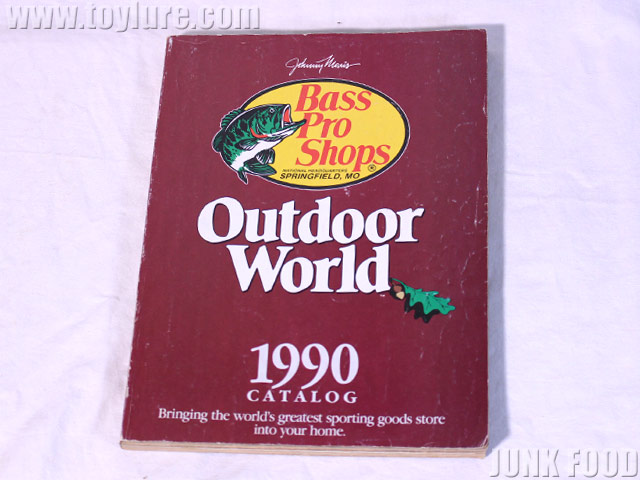 www.toylure.com
Johnny Morris
Bass
Pro
Shops®
NATIONAL HEADQUARTERS
SPRINGFIELD, MO
Outdoor
World
1990
CATALOG
Bringing the world's greatest sporting goods store
into your home.
JUNK FOOD